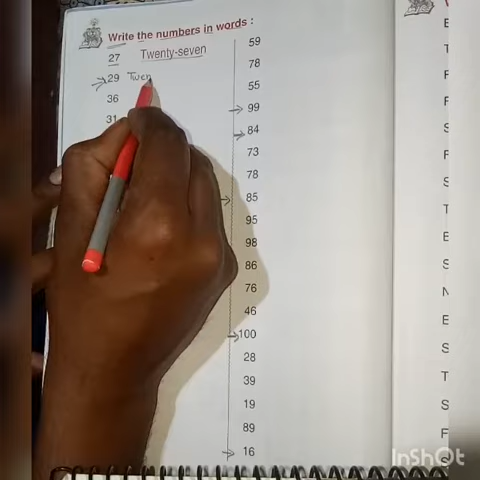 Write the numbers in words :
27 Twenty-seven
29 Twen
36
31
59
78
55
99
84
73
78
85
95
98
86
76
46
100
28
39
19
89
16
E
T
F
F
S
F
S
T
E
S
N
E
S
T
S
F
InShOt